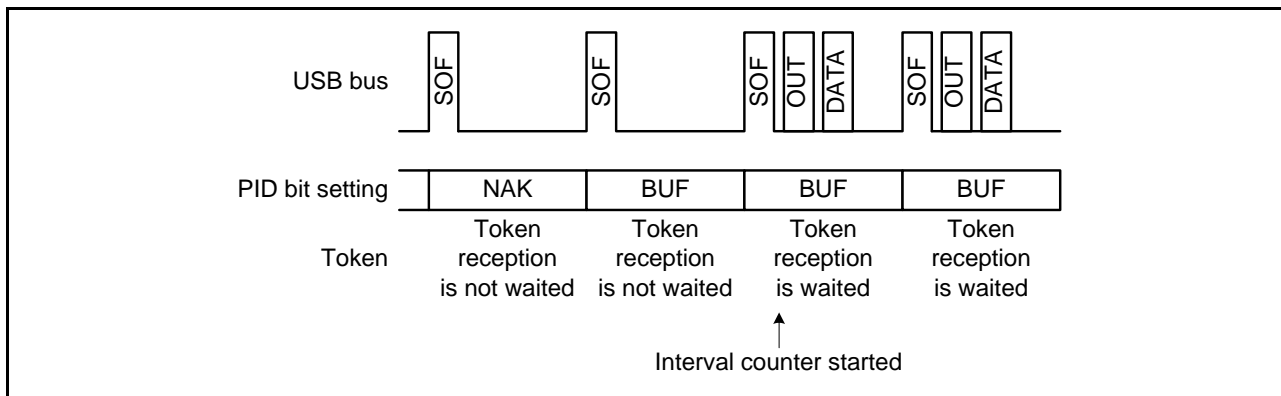 USB bus
SOF
SOF
SOF
OUT
DATA
SOF
OUT
DATA
PID bit setting
NAK
BUF
BUF
BUF
Token
Token
reception
is not waited
Token
reception
is not waited
Token
reception
is waited
Token
reception
is waited
Interval counter started